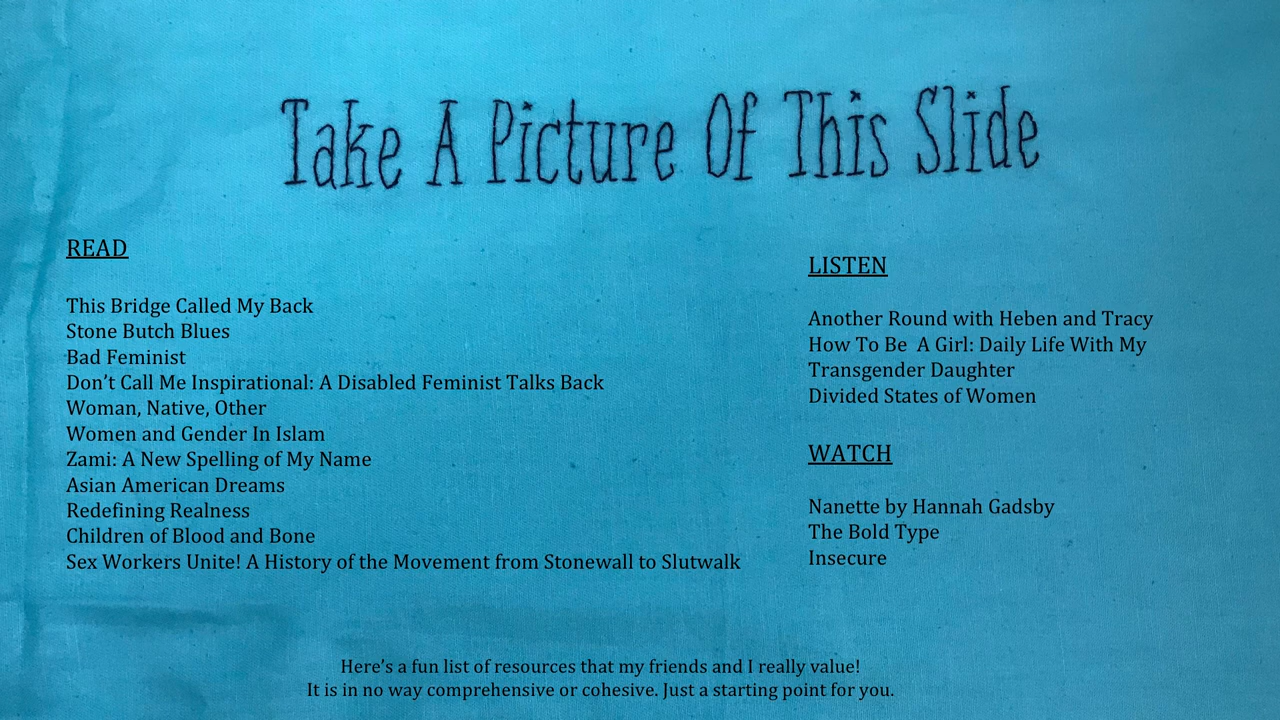 Take A Picture Of This Slide
READ
This Bridge Called My Back
Stone Butch Blues
Bad Feminist
Don’t Call Me Inspirational: A Disabled Feminist Talks Back
Woman, Native, Other
Women and Gender In Islam
Zami: A New Spelling of My Name
Asian American Dreams
Redefining Realness
Children of Blood and Bone
Sex Workers Unite! A History of the Movement from Stonewall to Slutwalk
LISTEN
Another Round with Heben and Tracy
How To Be  A Girl: Daily Life With My
Transgender Daughter
Divided States of Women
WATCH
Nanette by Hannah Gadsby
The Bold Type
Insecure
Here’s a fun list of resources that my friends and I really value!
It is in no way comprehensive or cohesive. Just a starting point for you.